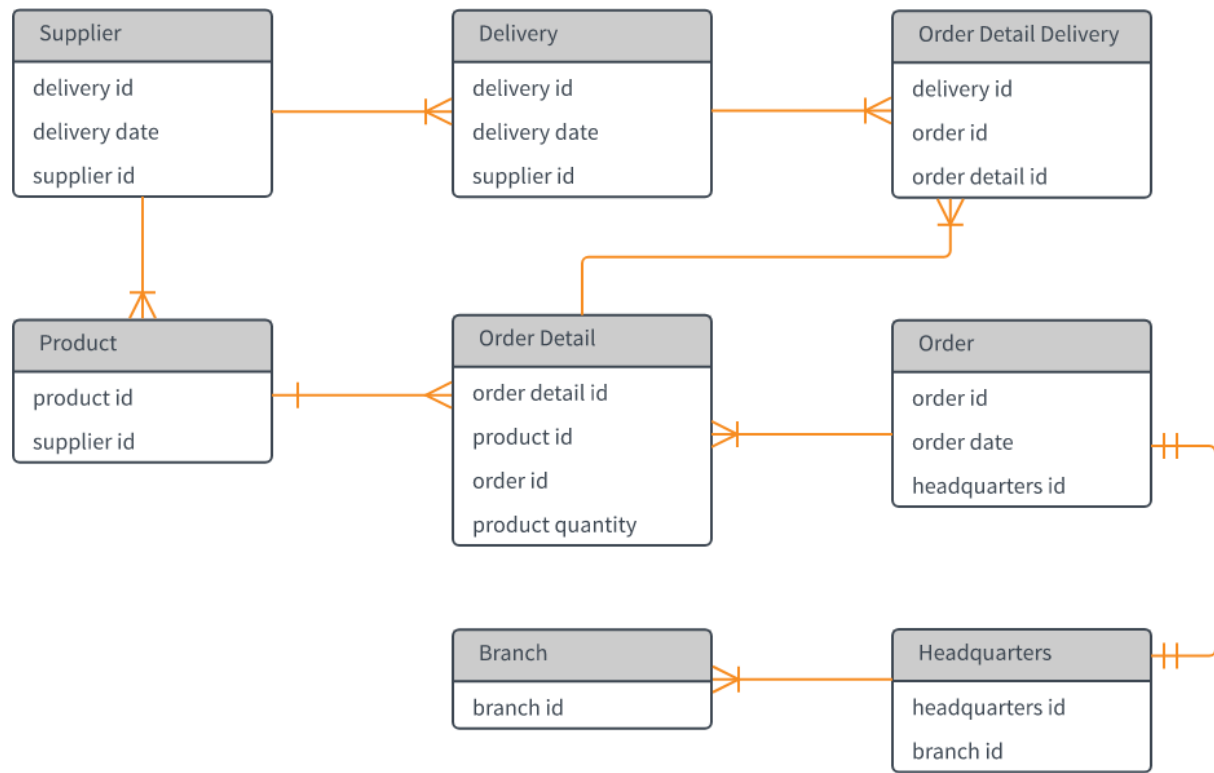 Supplier
delivery id
delivery date
supplier id
Delivery
delivery id
delivery date
supplier id
Order Detail Delivery
delivery id
order id
order detail id
Product
product id
supplier id
Order Detail
order detail id
product id
order id
product quantity
Order
order id
order date
headquarters id
Branch
branch id
Headquarters
headquarters id
branch id